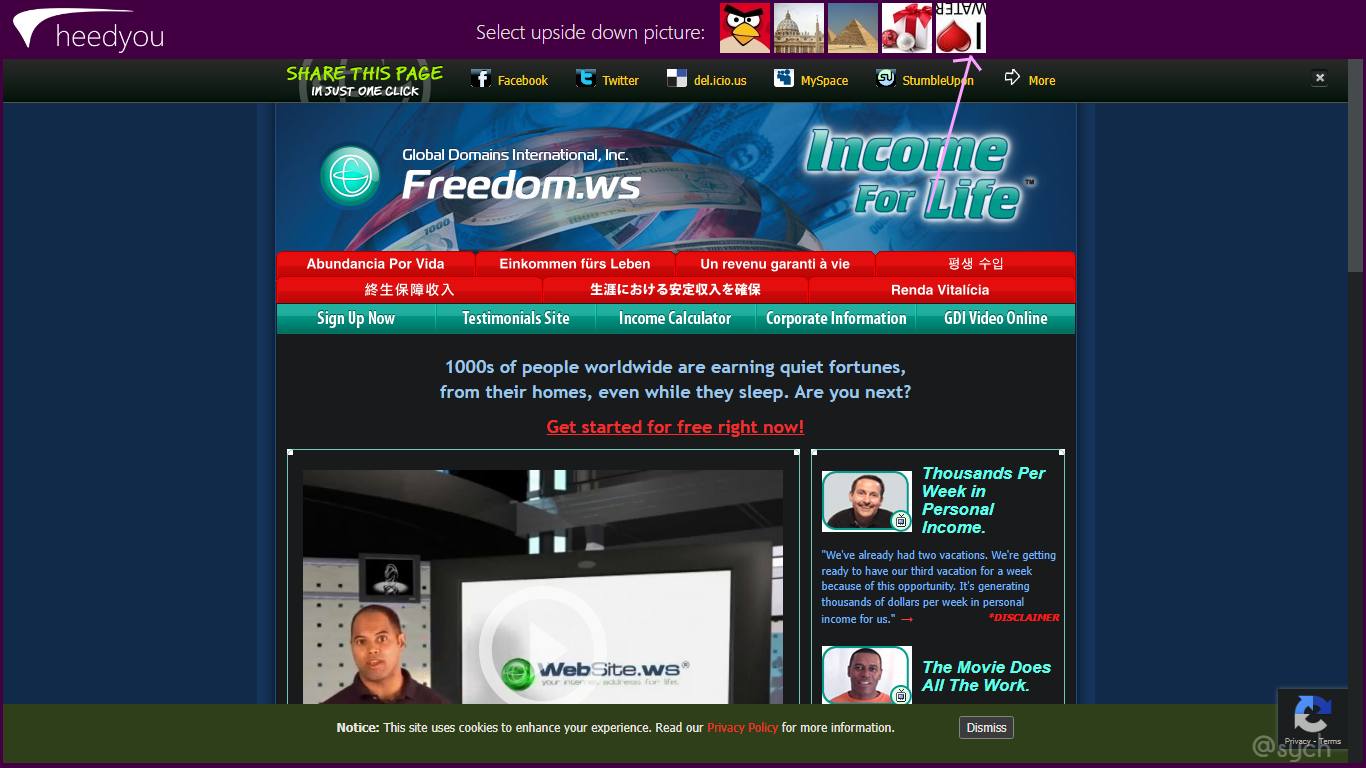 heedyou
Select upside down picture:
I
WATER
SHARE THIS PAGE
IN JUST ONE CLICK
Facebook
Twitter
del.icio.us
MySpace
StumbleUpon
More
Global Domains International, Inc.
Freedom.ws
Income
For Life™
Abundancia Por Vida
Einkommen fürs Leben
Un revenu garanti à vie
평생 수입
終生保障收入
生涯における安定収入を確保
Renda Vitalícia
Sign Up Now
Testimonials Site
Income Calculator
Corporate Information
GDI Video Online
1000s of people worldwide are earning quiet fortunes,
from their homes, even while they sleep. Are you next?
Get started for free right now!
WebSite.ws®
your internet address for life.
Thousands Per
Week in
Personal
Income.
"We've already had two vacations. We're getting
ready to have our third vacation for a week
because of this opportunity. It's generating
thousands of dollars per week in personal
income for us." →
*DISCLAIMER
The Movie Does
All The Work.
Notice: This site uses cookies to enhance your experience. Read our Privacy Policy for more information.
Dismiss
Privacy - Terms
@sych